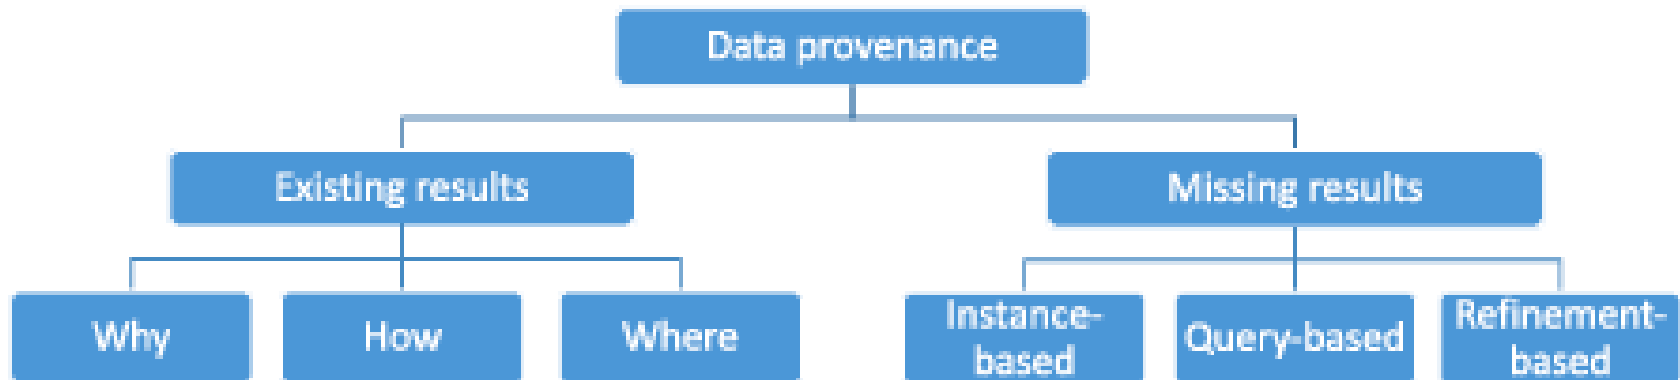 Data provenance
Existing results
Missing results
Why
How
Where
Instance-
based
Query-based
Refinement-
based